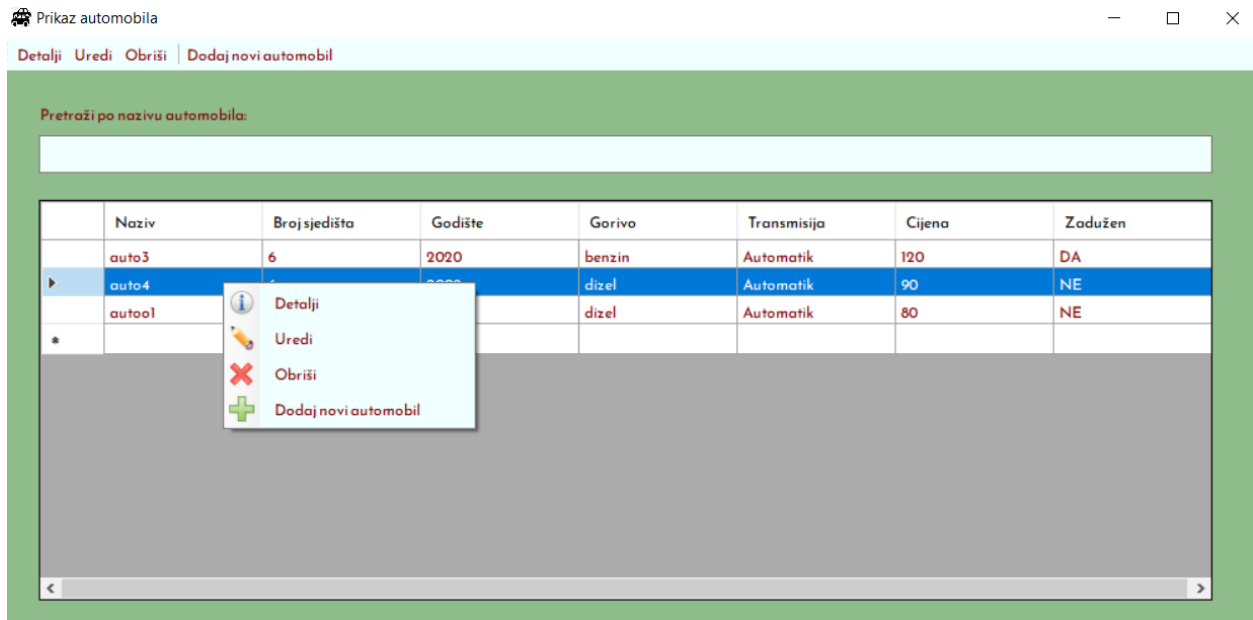 Prikaz automobila
Detalji Uredi Obriši Dodaj novi automobil
Pretraži po nazivu automobila:
Naziv Broj sjedišta Godište Gorivo Transmisija Cijena Zadužen
auto3 6 2020 benzin Automatik 120 DA
auto4 dizel Automatik 90 NE
autoo1 dizel Automatik 80 NE
Detalji
Uredi
Obriši
Dodaj novi automobil